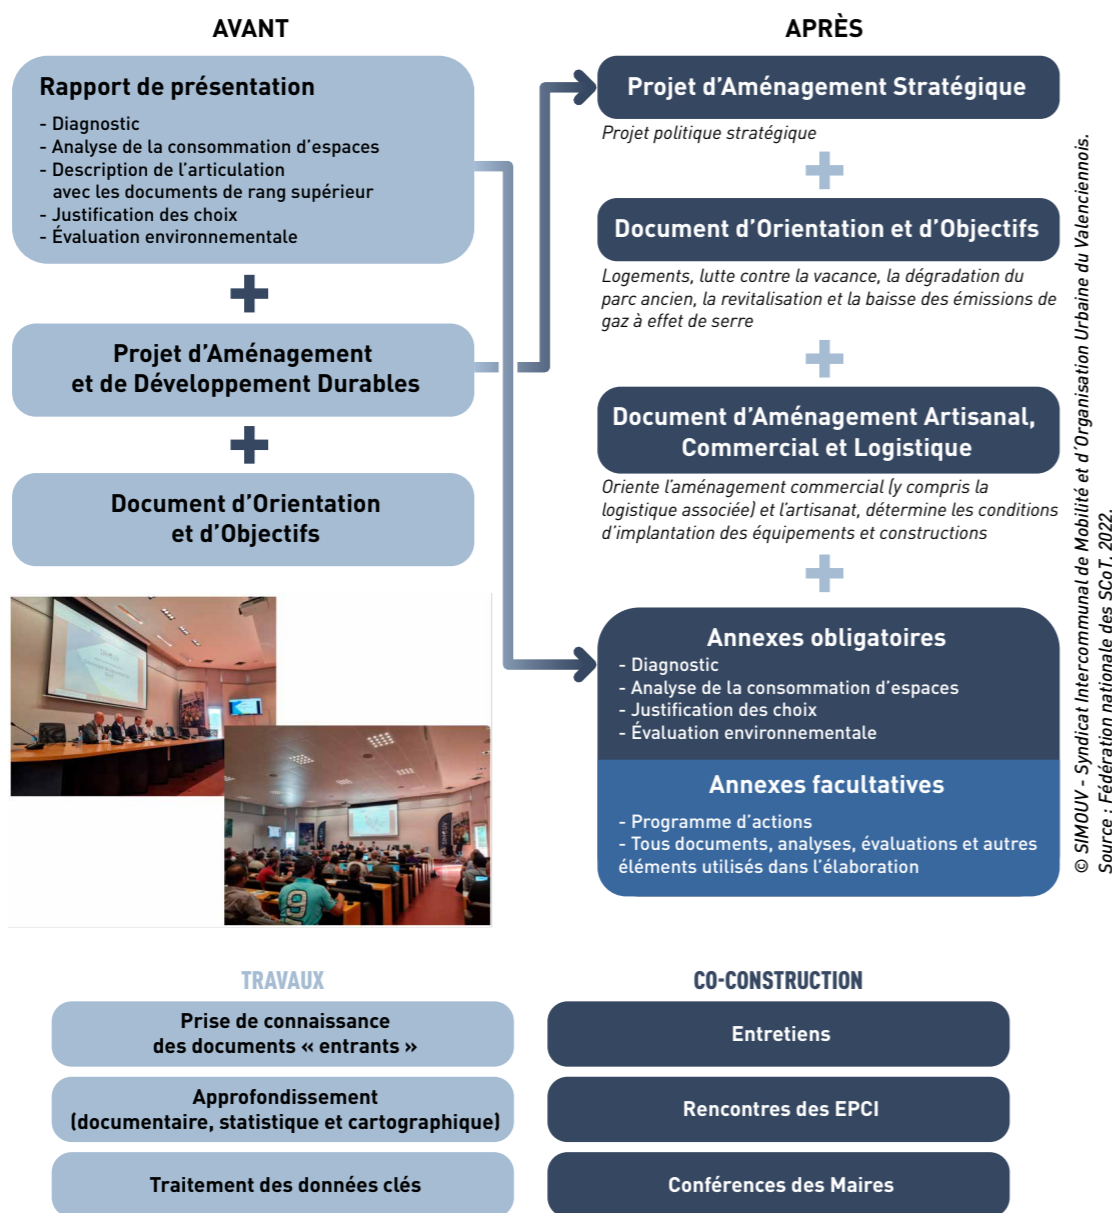 AVANT
Rapport de présentation
- Diagnostic
- Analyse de la consommation d'espaces
- Description de l'articulation
avec les documents de rang supérieur
- Justification des choix
- Évaluation environnementale
+
Projet d'Aménagement
et de Développement Durables
+
Document d'Orientation
et d'Objectifs
APRÈS
Projet d'Aménagement Stratégique
Projet politique stratégique
+
Document d'Orientation et d'Objectifs
Logements, lutte contre la vacance, la dégradation du
parc ancien, la revitalisation et la baisse des émissions de
gaz à effet de serre
+
Document d'Aménagement Artisanal,
Commercial et Logistique
Oriente l'aménagement commercial (y compris la
logistique associée) et l'artisanat, détermine les conditions
d'implantation des équipements et constructions
+
Annexes obligatoires
- Diagnostic
- Analyse de la consommation d'espaces
- Justification des choix
- Évaluation environnementale
Annexes facultatives
- Programme d'actions
- Tous documents, analyses, évaluations et autres
éléments utilisés dans l'élaboration
© SIMOUV - Syndicat Intercommunal de Mobilité et d'Organisation Urbaine du Valenciennois.
Source : Fédération nationale des SCoT, 2022.
9
TRAVAUX
Prise de connaissance
des documents « entrants »
Approfondissement
(documentaire, statistique et cartographique)
Traitement des données clés
CO-CONSTRUCTION
Entretiens
Rencontres des EPCI
Conférences des Maires